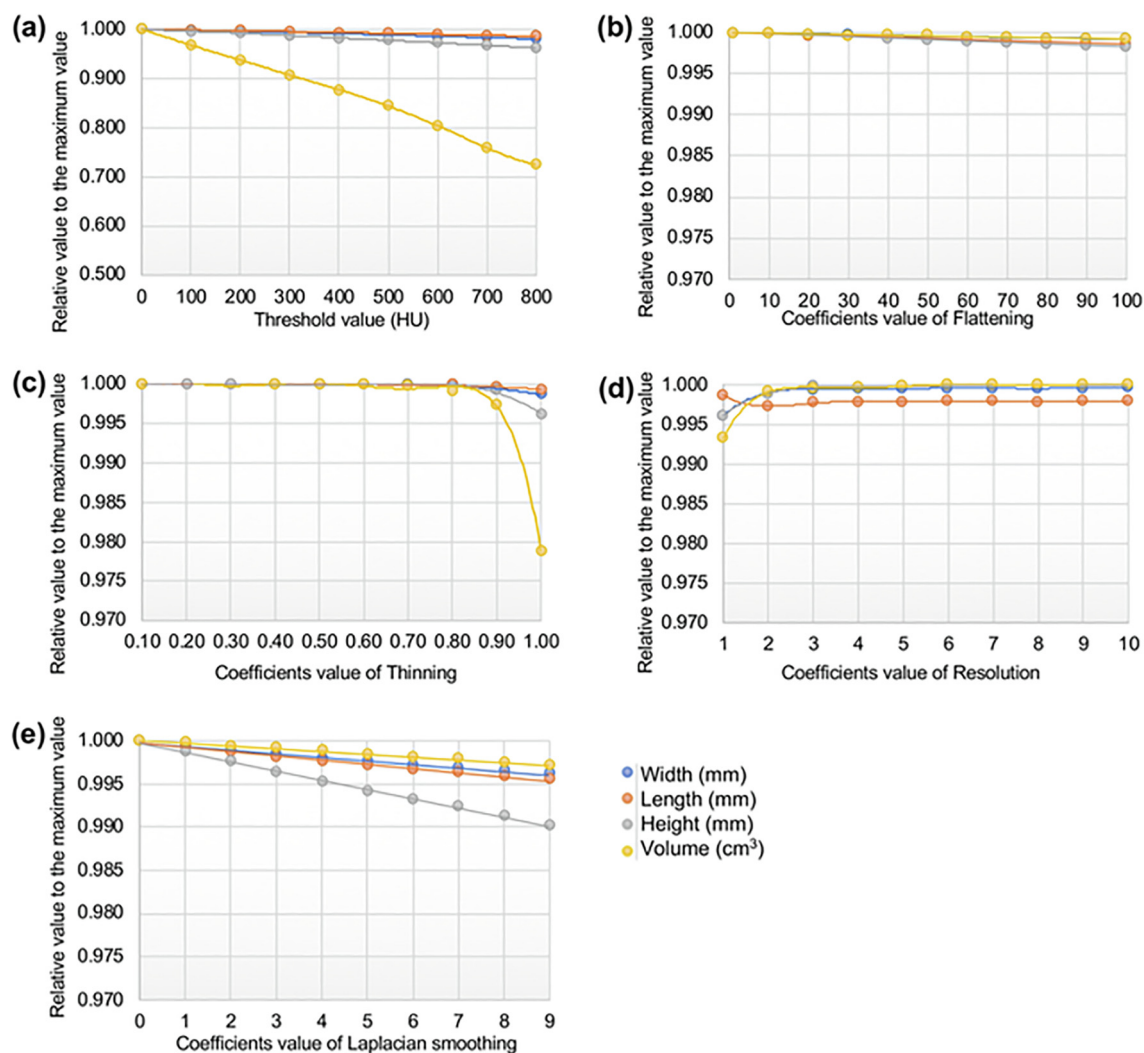 (a)
Relative value to the maximum value
1.000
0.900
0.800
0.700
0.600
0.500
0 100 200 300 400 500 600 700 800
Threshold value (HU)
(b)
Relative value to the maximum value
1.000
0.995
0.990
0.985
0.980
0.975
0.970
0 10 20 30 40 50 60 70 80 90 100
Coefficients value of Flattening
(c)
Relative value to the maximum value
1.000
0.995
0.990
0.985
0.980
0.975
0.970
0.10 0.20 0.30 0.40 0.50 0.60 0.70 0.80 0.90 1.00
Coefficients value of Thinning
(d)
Relative value to the maximum value
1.000
0.995
0.990
0.985
0.980
0.975
0.970
1 2 3 4 5 6 7 8 9 10
Coefficients value of Resolution
(e)
Relative value to the maximum value
1.000
0.995
0.990
0.985
0.980
0.975
0.970
0 1 2 3 4 5 6 7 8 9
Coefficients value of Laplacian smoothing
Width (mm)
Length (mm)
Height (mm)
Volume (cm³)